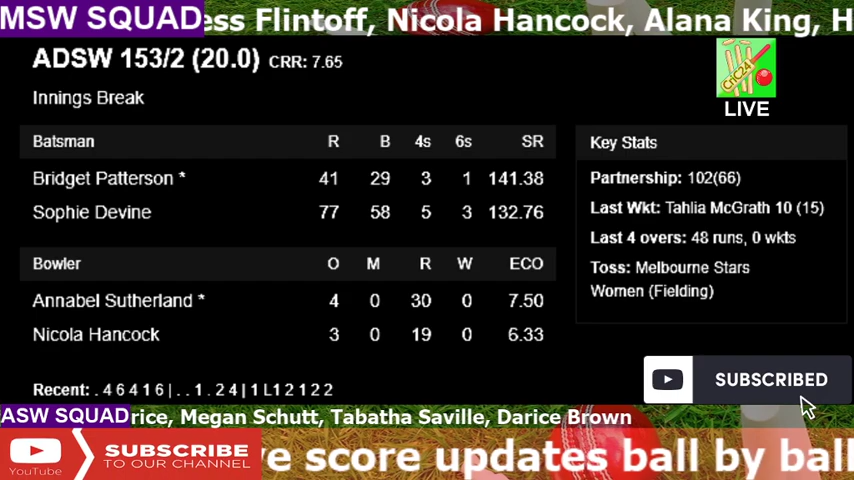 MSW SQUAD ess Flintoff, Nicola Hancock, Alana King, H
ADSW 153/2 (20.0) CRR: 7.65
Innings Break
CriC24
LIVE
Batsman R B 4s 6s SR
Bridget Patterson * 41 29 3 1 141.38
Sophie Devine 77 58 5 3 132.76
Bowler O M R W ECO
Annabel Sutherland * 4 0 30 0 7.50
Nicola Hancock 3 0 19 0 6.33
Recent: . 4 6 4 1 6 | . . 1 . 2 4 | 1 L1 2 1 2 2
Key Stats
Partnership: 102(66)
Last Wkt: Tahlia McGrath 10 (15)
Last 4 overs: 48 runs, 0 wkts
Toss: Melbourne Stars
Women (Fielding)
SUBSCRIBED
ASW SQUAD rice, Megan Schutt, Tabatha Saville, Darice Brown
YouTube
SUBSCRIBE
TO OUR CHANNEL
ve score updates ball by ball